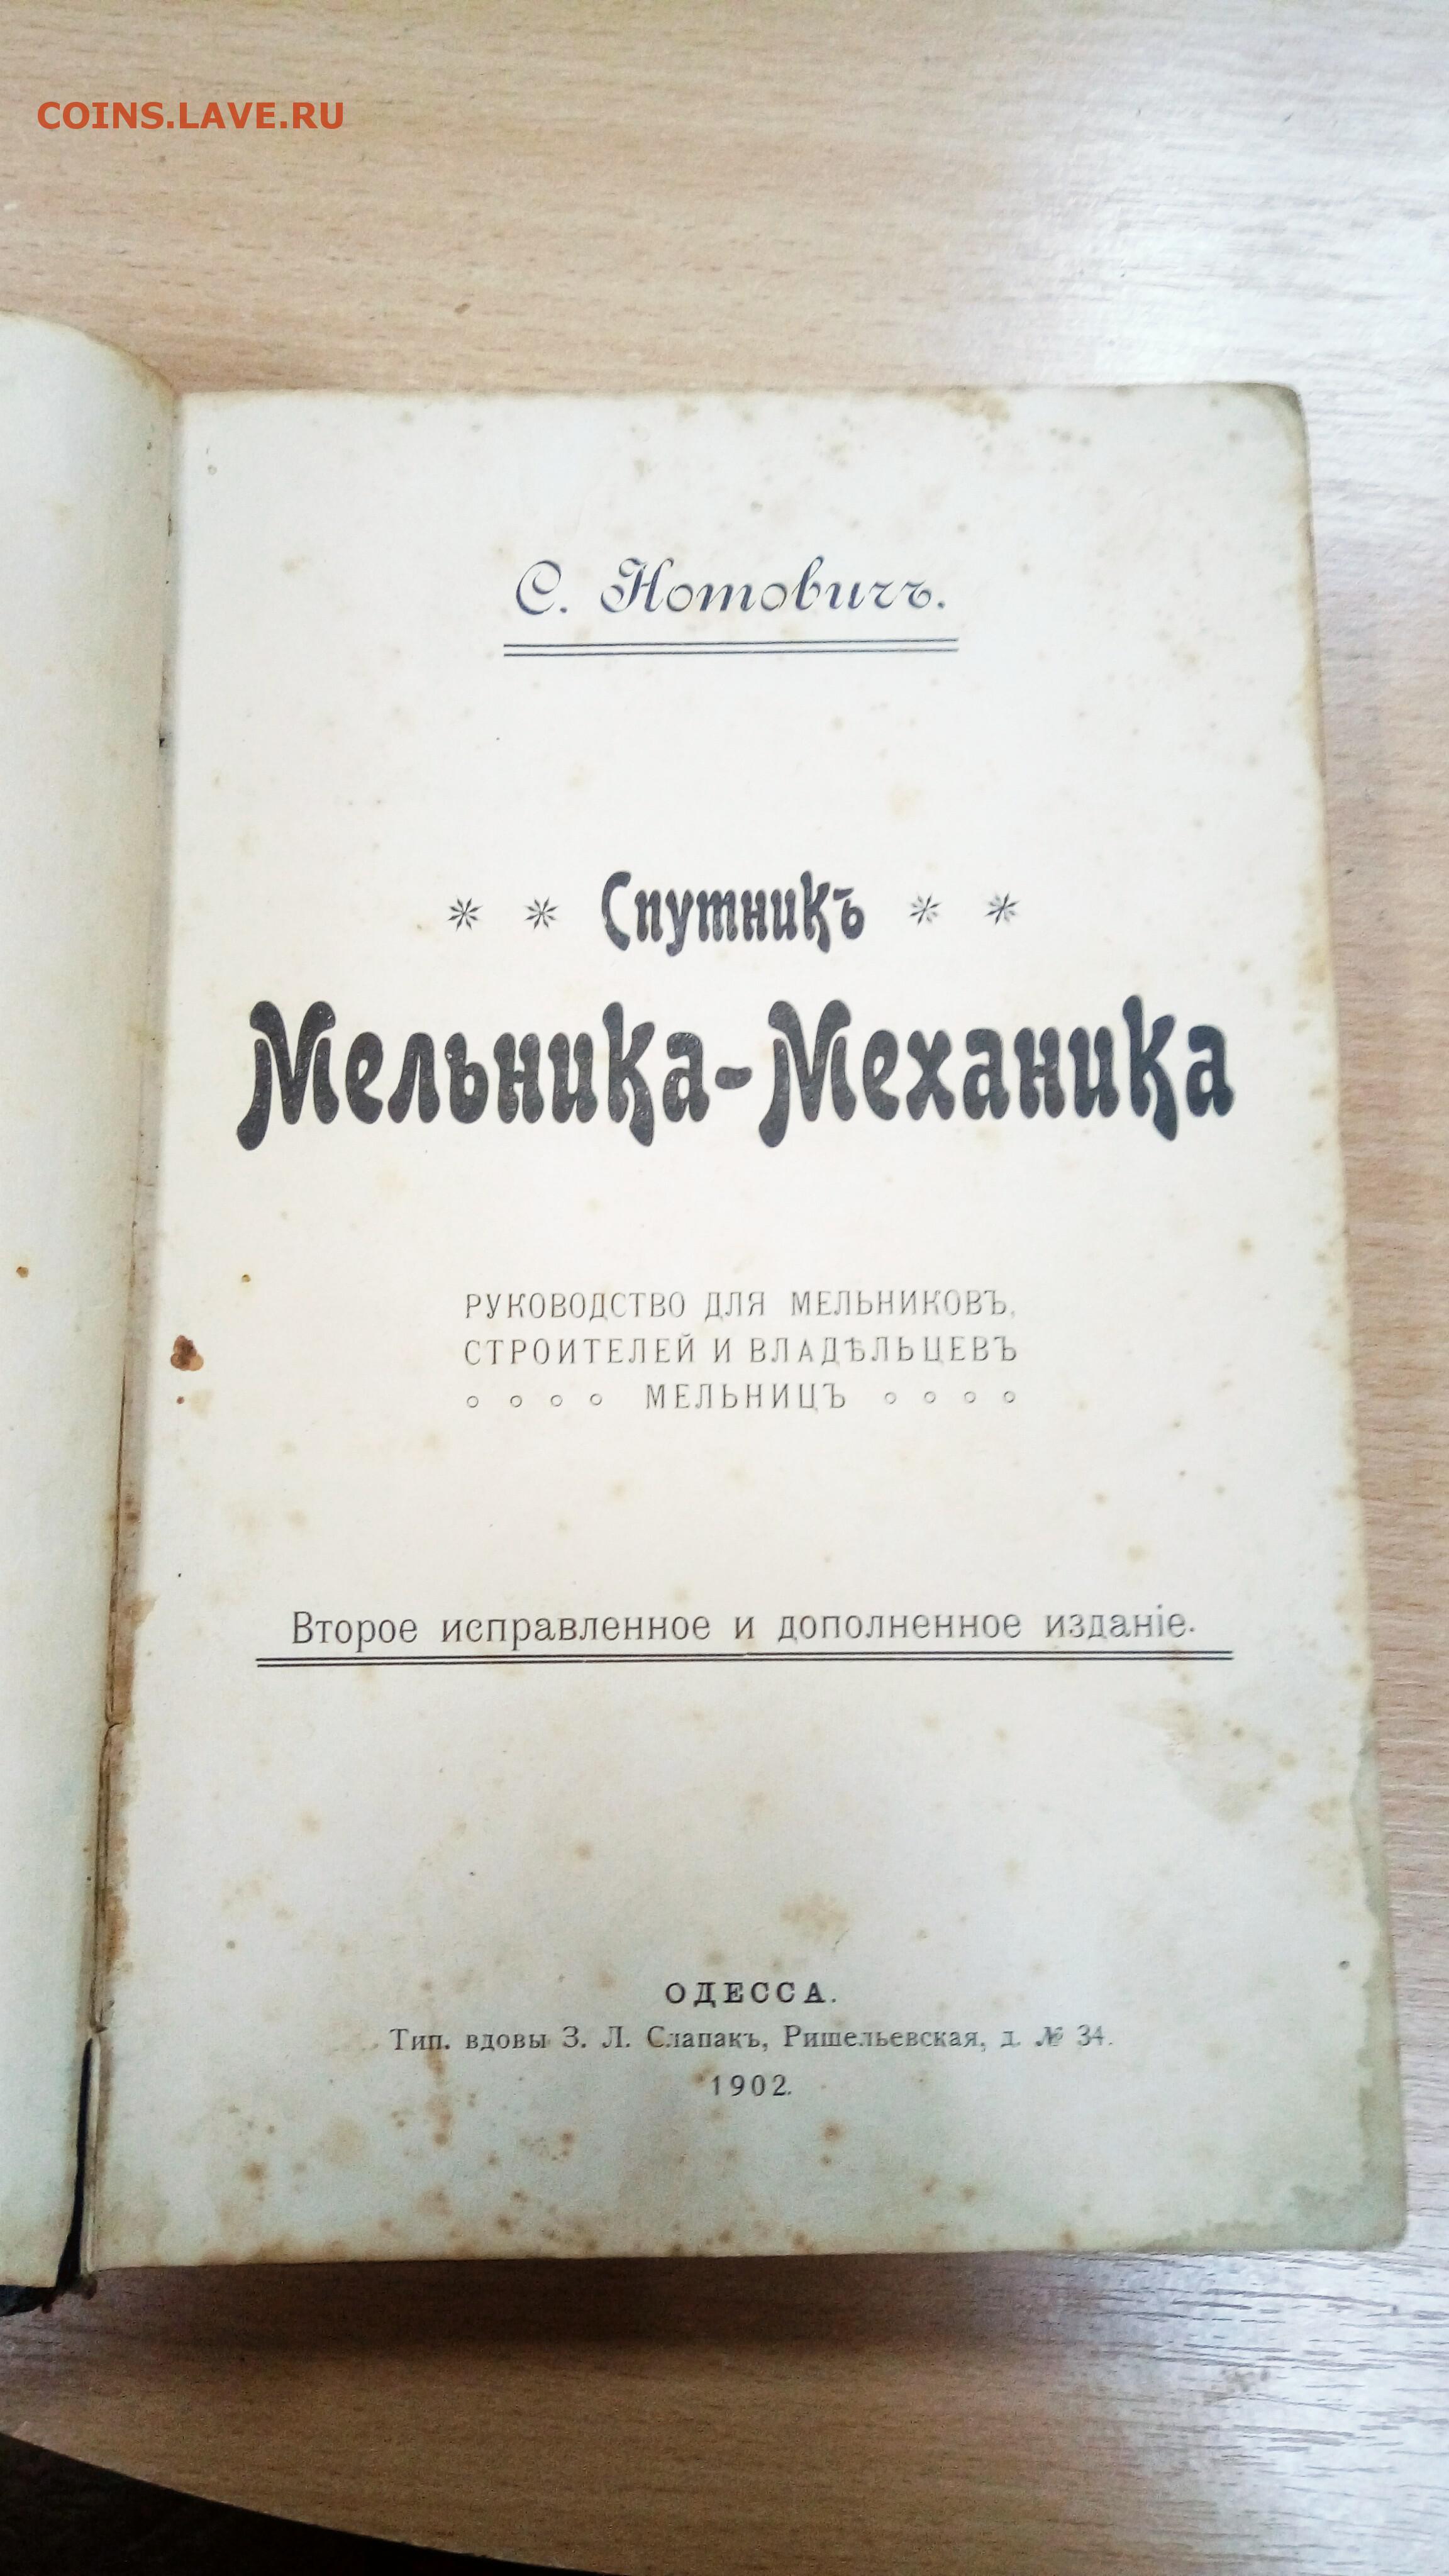 COINS.LAVE.RU
С. Нотовичъ.
* * Спутникъ * *
Мельника-Механика
РУКОВОДСТВО ДЛЯ МЕЛЬНИКОВЪ,
СТРОИТЕЛЕЙ И ВЛАДѢЛЬЦЕВЪ
МЕЛЬНИЦЪ
Второе исправленное и дополненное изданіе.
ОДЕССА.
Тип. вдовы З. Л. Слапакъ, Ришельевская, д. № 34.
1902.